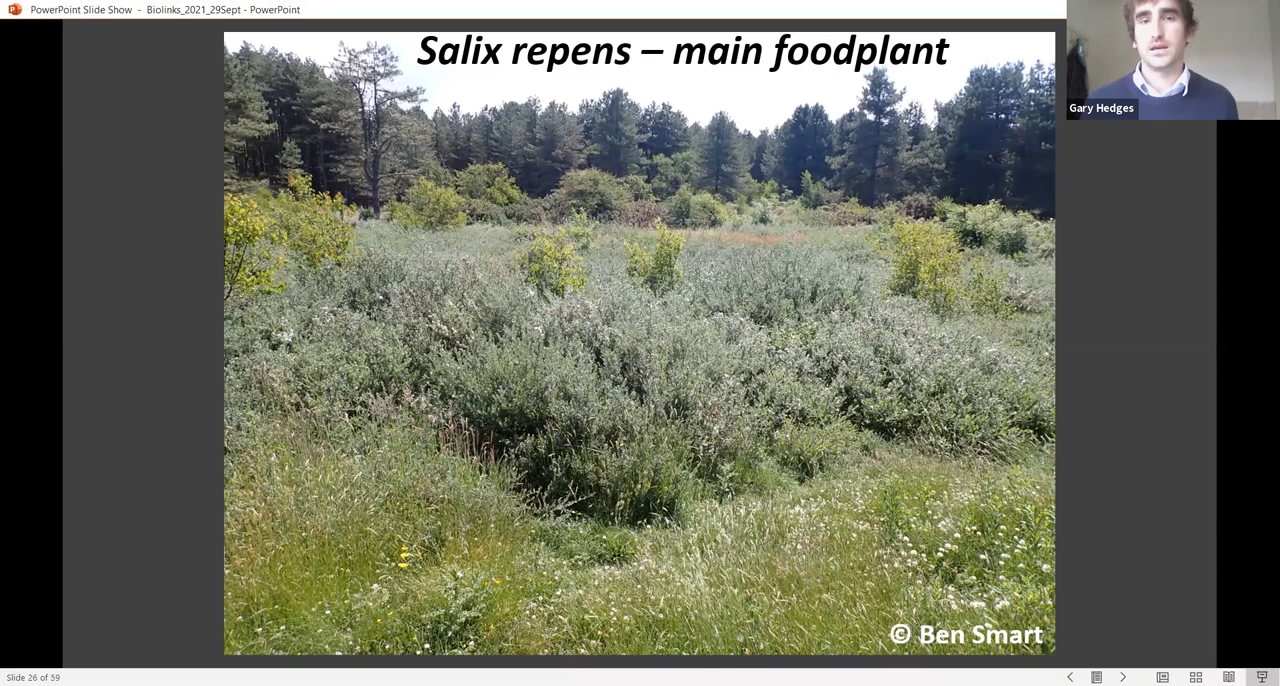 PowerPoint Slide Show - Biolinks_2021_29Sept - PowerPoint
Salix repens – main foodplant
Gary Hedges
© Ben Smart
Slide 26 of 59